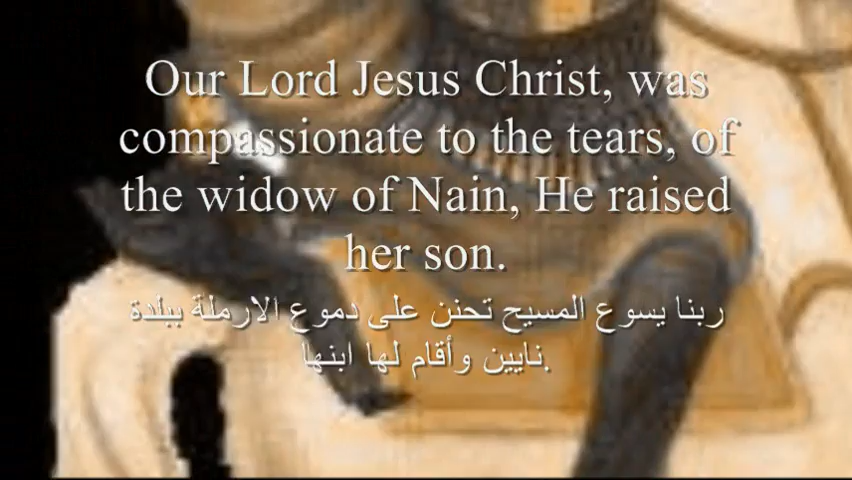 Our Lord Jesus Christ, was
compassionate to the tears, of
the widow of Nain, He raised
her son.
ربنا يسوع المسيح تحنن على دموع الارملة ببلدة
نايين وأقام لها ابنها.